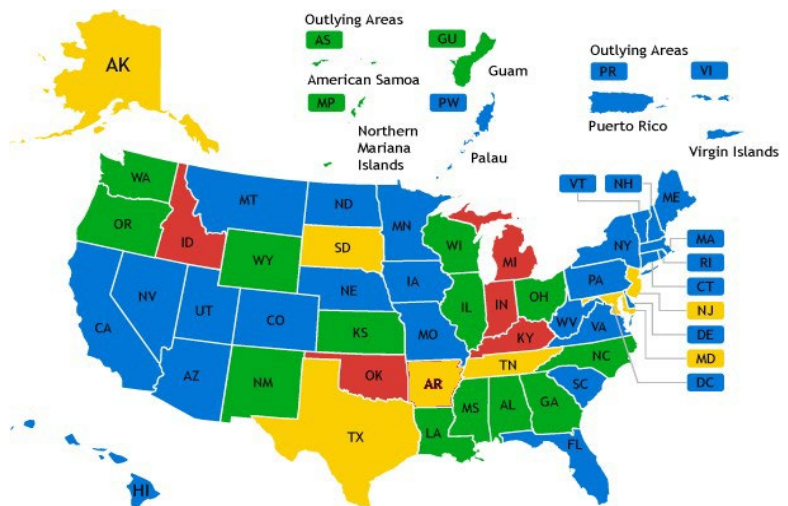 Outlying Areas
AS
GU
Guam
American Samoa
MP
PW
Northern
Mariana
Islands
Palau
Outlying Areas
PR
VI
Puerto Rico
Virgin Islands
AK
WA
OR
ID
MT
ND
MN
SD
WY
WI
MI
NE
IA
NV
UT
CA
CO
KS
MO
IL
IN
OH
KY
WV
VA
PA
NY
ME
VT
NH
MA
RI
CT
NJ
DE
MD
DC
AZ
NM
OK
AR
TN
NC
SC
TX
LA
MS
AL
GA
FL
HI